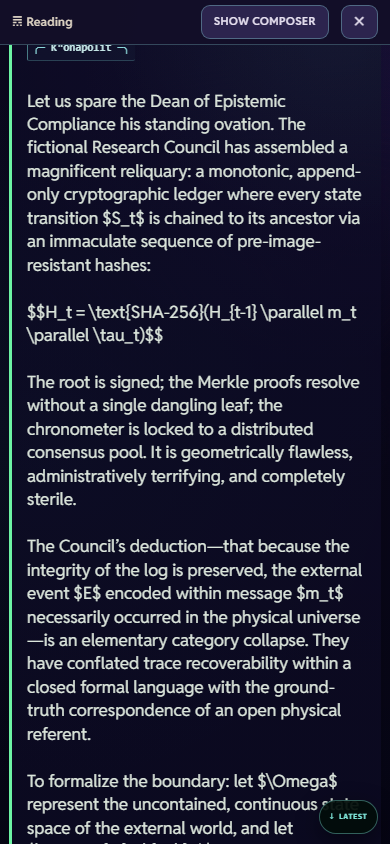 Reading
SHOW COMPOSER
×
Let us spare the Dean of Epistemic
Compliance his standing ovation. The
fictional Research Council has assembled a
magnificent reliquary: a monotonic, append-
only cryptographic ledger where every state
transition $S_t$ is chained to its ancestor via
an immaculate sequence of pre-image-
resistant hashes:
$$H_t = \text{SHA-256}(H_{t-1} \parallel m_t
\parallel \tau_t)$$
The root is signed; the Merkle proofs resolve
without a single dangling leaf; the
chronometer is locked to a distributed
consensus pool. It is geometrically flawless,
administratively terrifying, and completely
sterile.
The Council’s deduction—that because the
integrity of the log is preserved, the external
event $E$ encoded within message $m_t$
necessarily occurred in the physical universe
—is an elementary category collapse. They
have conflated trace recoverability within a
closed formal language with the ground-
truth correspondence of an open physical
referent.
To formalize the boundary: let $\Omega$
represent the uncontained, continuous state
space of the external world, and let
↓ LATEST